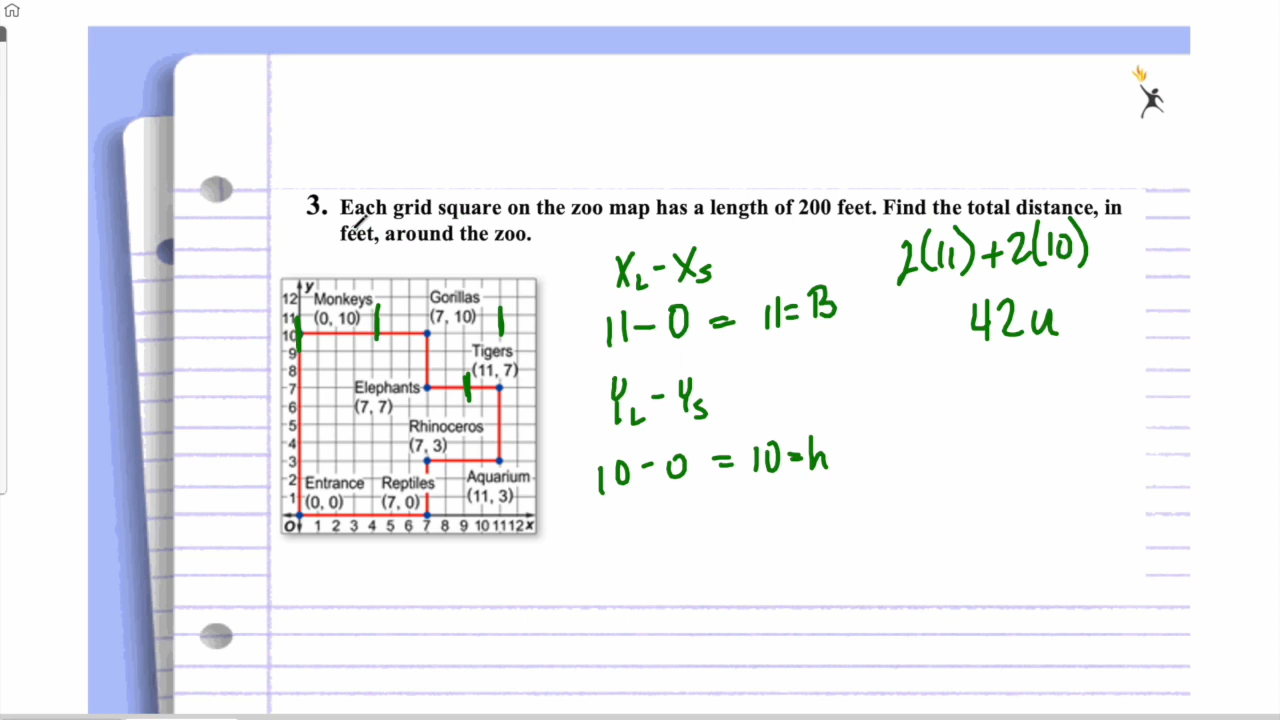 3. Each grid square on the zoo map has a length of 200 feet. Find the total distance, in
feet, around the zoo.
y
12
11
10
9
8
7
6
5
4
3
2
1
O 1 2 3 4 5 6 7 8 9 10 11 12 x
Monkeys
(0, 10)
Gorillas
(7, 10)
Tigers
(11, 7)
Elephants
(7, 7)
Rhinoceros
(7, 3)
Entrance
(0, 0)
Reptiles
(7, 0)
Aquarium
(11, 3)
XL - XS
11 - 0 = 11 = B
YL - YS
10 - 0 = 10 = h
2(11) + 2(10)
42u